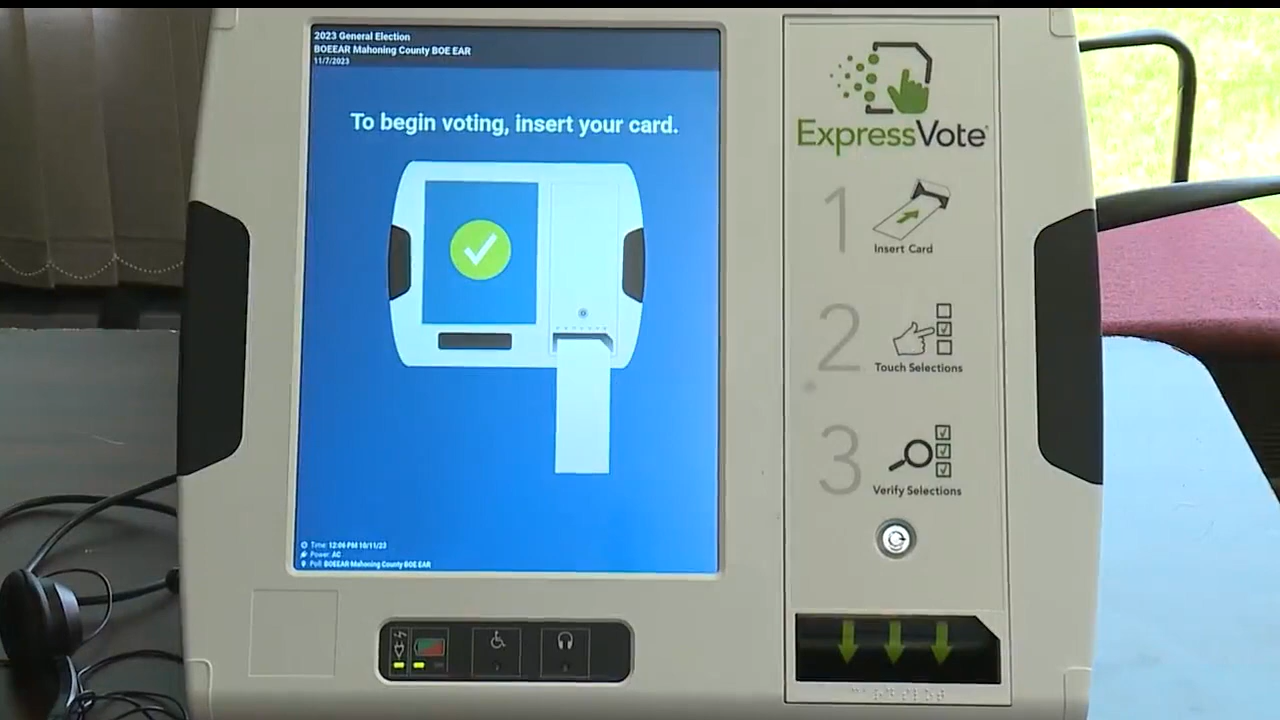 2023 General Election
BOEEAR Mahoning County BOE EAR
11/7/2023
To begin voting, insert your card.
Time: 12:06 PM 10/11/23
Power: AC
Poll: BOEEAR Mahoning County BOE EAR
ExpressVote®
1
Insert Card
2
Touch Selections
3
Verify Selections